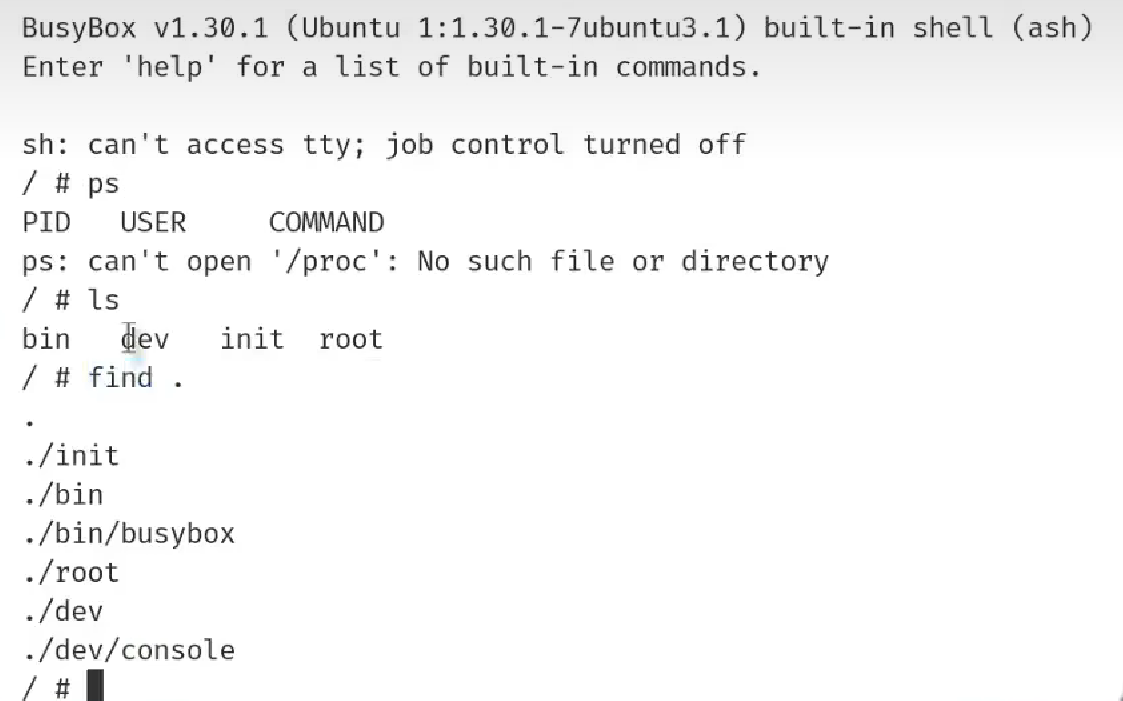 BusyBox v1.30.1 (Ubuntu 1:1.30.1-7ubuntu3.1) built-in shell (ash)
Enter 'help' for a list of built-in commands.
sh: can't access tty; job control turned off
/ # ps
PID   USER     COMMAND
ps: can't open '/proc': No such file or directory
/ # ls
bin   dev   init  root
/ # find .
.
./init
./bin
./bin/busybox
./root
./dev
./dev/console
/ #